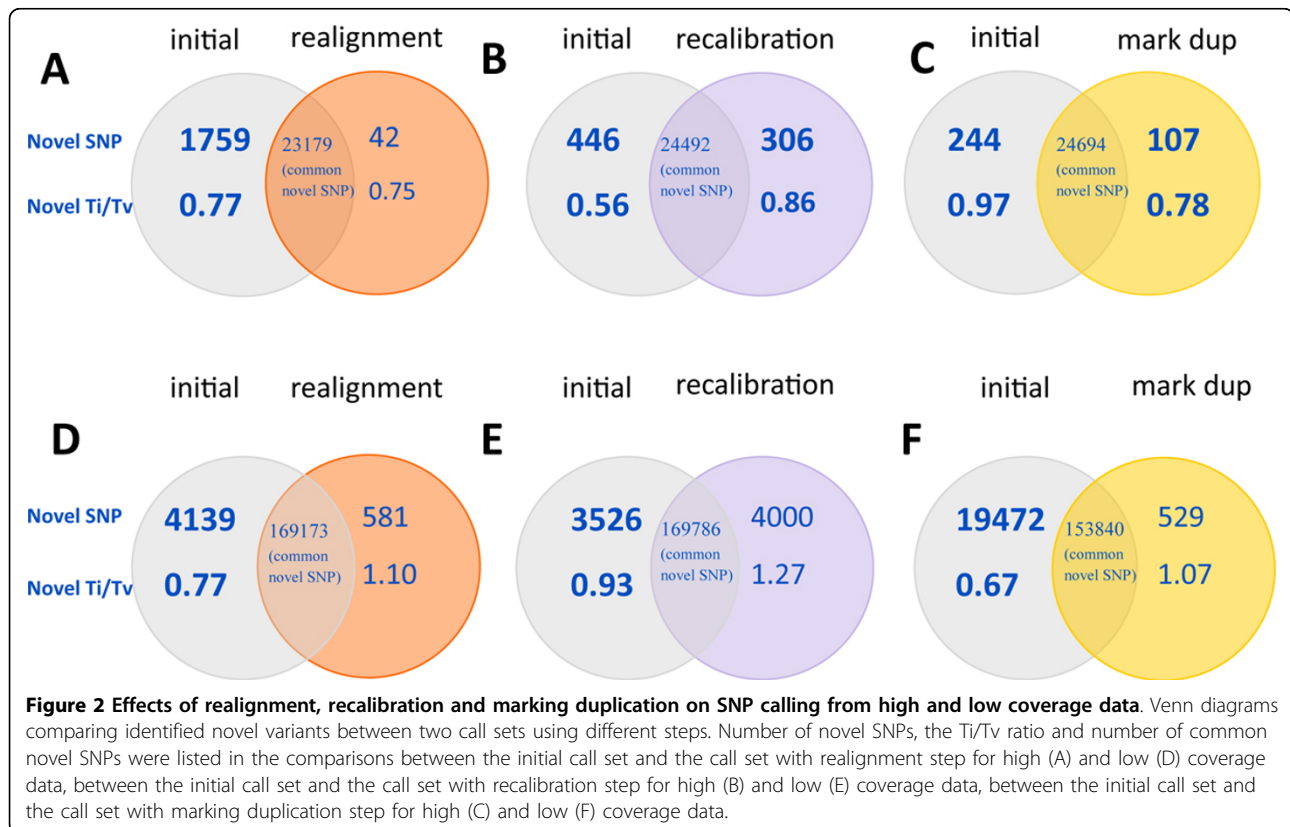 initial realignment
initial recalibration
initial mark dup
A
B
C
Novel SNP 1759 23179 42
(common
novel SNP)
Novel Ti/Tv 0.77 0.75
446 24492 306
(common
novel SNP)
0.56 0.86
244 24694 107
(common
novel SNP)
0.97 0.78
initial realignment
initial recalibration
initial mark dup
D
E
F
Novel SNP 4139 169173 581
(common
novel SNP)
Novel Ti/Tv 0.77 1.10
3526 169786 4000
(common
novel SNP)
0.93 1.27
19472 153840 529
(common
novel SNP)
0.67 1.07
Figure 2 Effects of realignment, recalibration and marking duplication on SNP calling from high and low coverage data. Venn diagrams
comparing identified novel variants between two call sets using different steps. Number of novel SNPs, the Ti/Tv ratio and number of common
novel SNPs were listed in the comparisons between the initial call set and the call set with realignment step for high (A) and low (D) coverage
data, between the initial call set and the call set with recalibration step for high (B) and low (E) coverage data, between the initial call set and
the call set with marking duplication step for high (C) and low (F) coverage data.